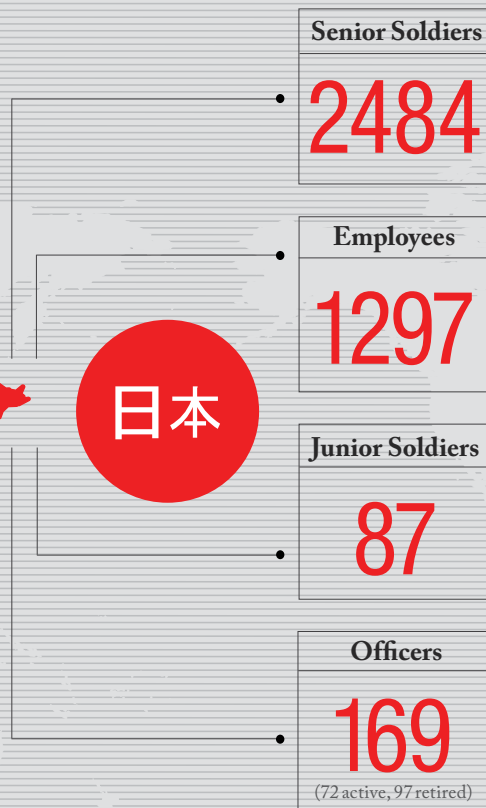 Senior Soldiers
2484
Employees
1297
日本
Junior Soldiers
87
Officers
169
(72 active, 97 retired)